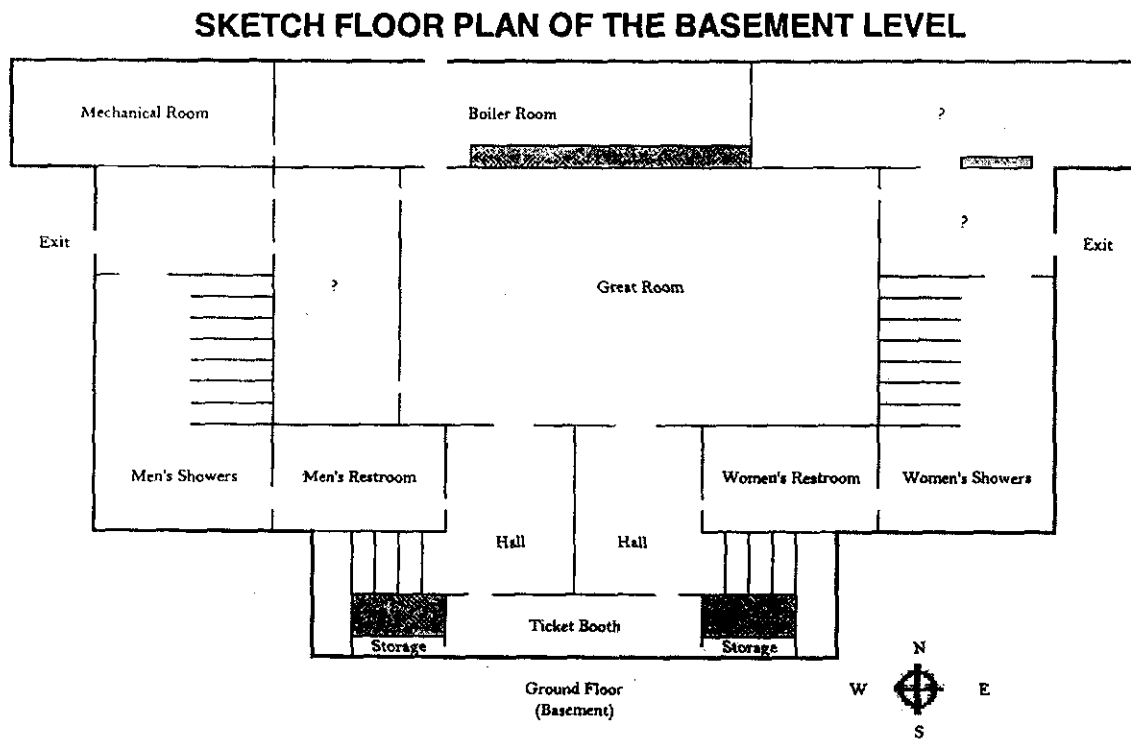 SKETCH FLOOR PLAN OF THE BASEMENT LEVEL
Mechanical Room
Boiler Room
?
Exit
?
Great Room
?
Exit
Men's Showers
Men's Restroom
Women's Restroom
Women's Showers
Hall
Hall
Ticket Booth
Storage
Storage
Ground Floor
(Basement)
N
W
E
S